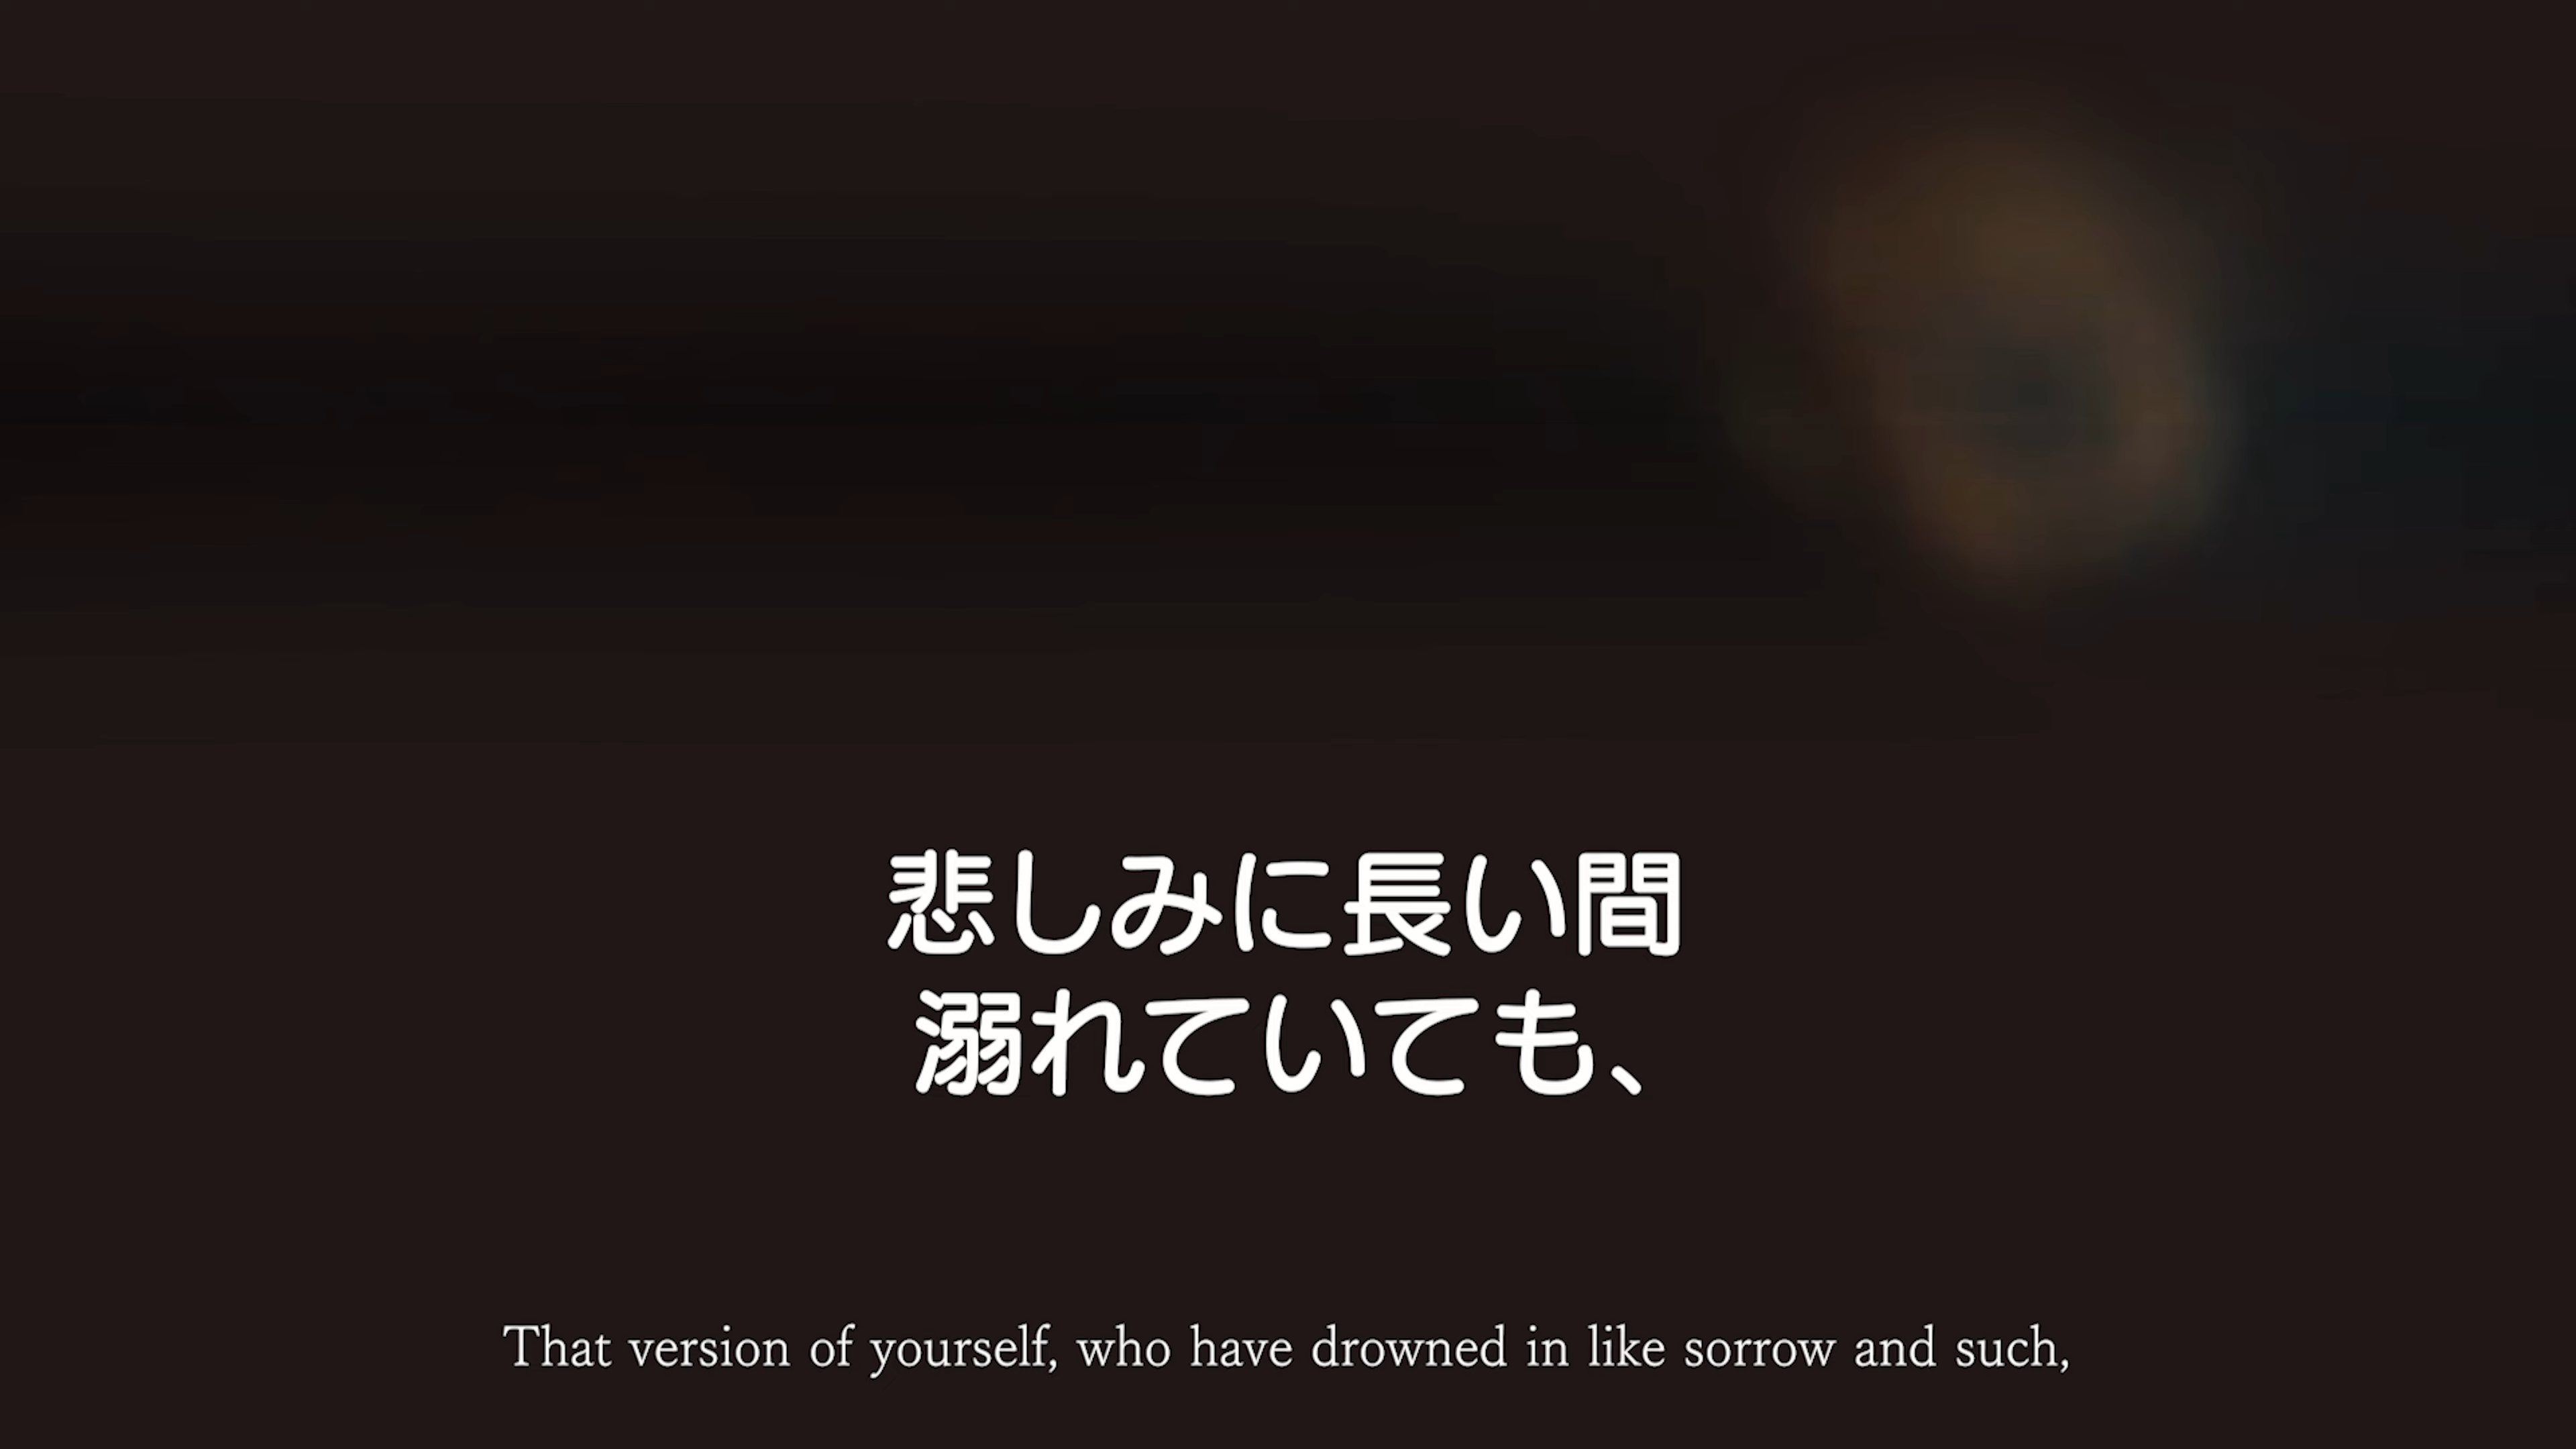 悲しみに長い間
溺れていても、
That version of yourself, who have drowned in like sorrow and such,